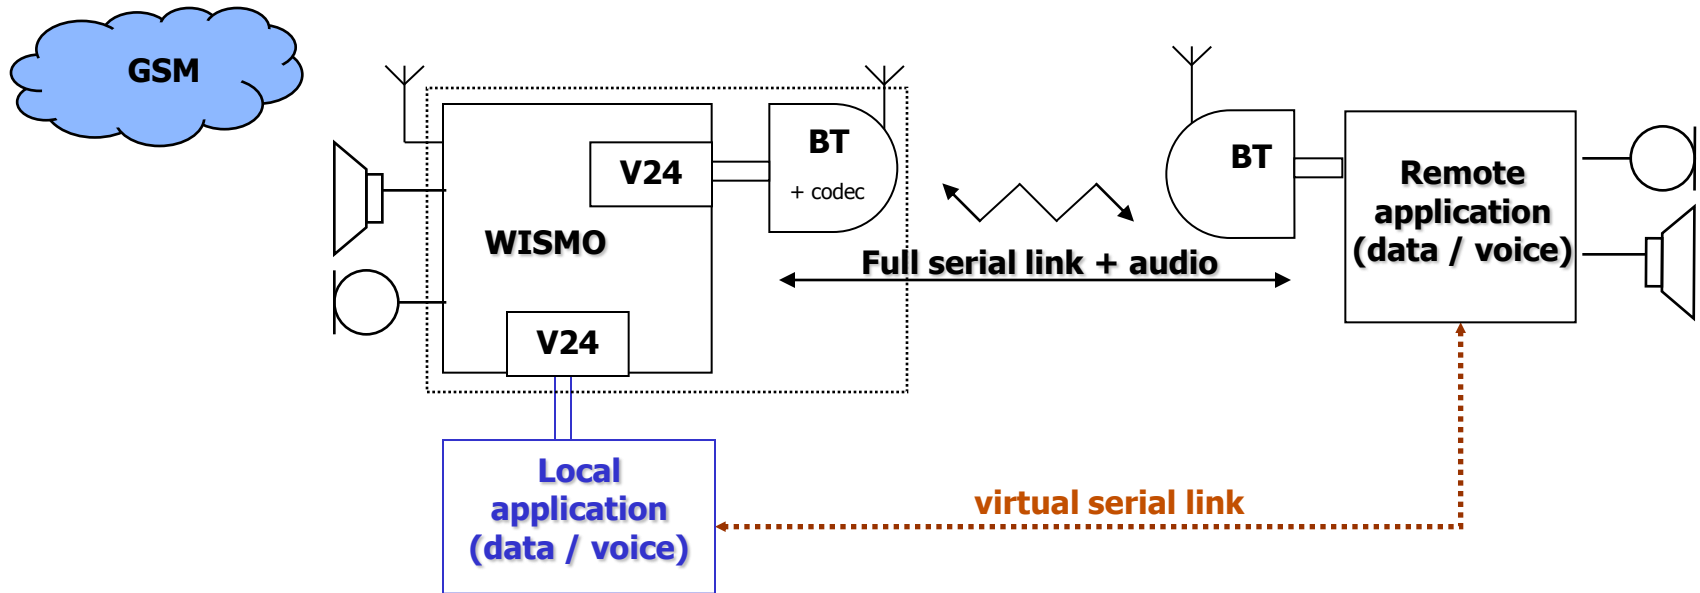 GSM
V24
BT
+ codec
WISMO
V24
BT
Remote
application
(data / voice)
Full serial link + audio
Local
application
(data / voice)
virtual serial link